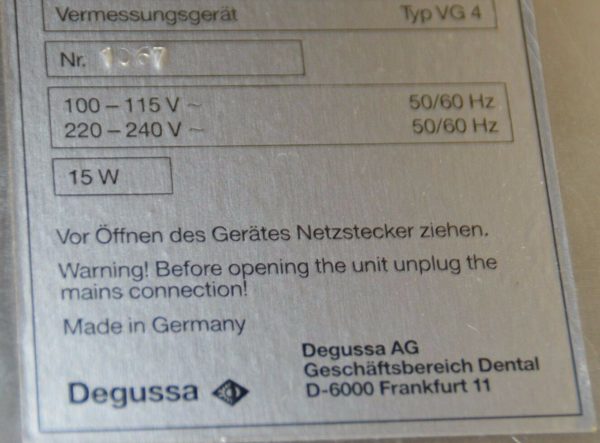 Vermessungsgerät Typ VG 4
Nr. 1067
100 – 115 V ~ 50/60 Hz
220 – 240 V ~ 50/60 Hz
15 W
Vor Öffnen des Gerätes Netzstecker ziehen.
Warning! Before opening the unit unplug the
mains connection!
Made in Germany
Degussa AG
Geschäftsbereich Dental
D-6000 Frankfurt 11
Degussa